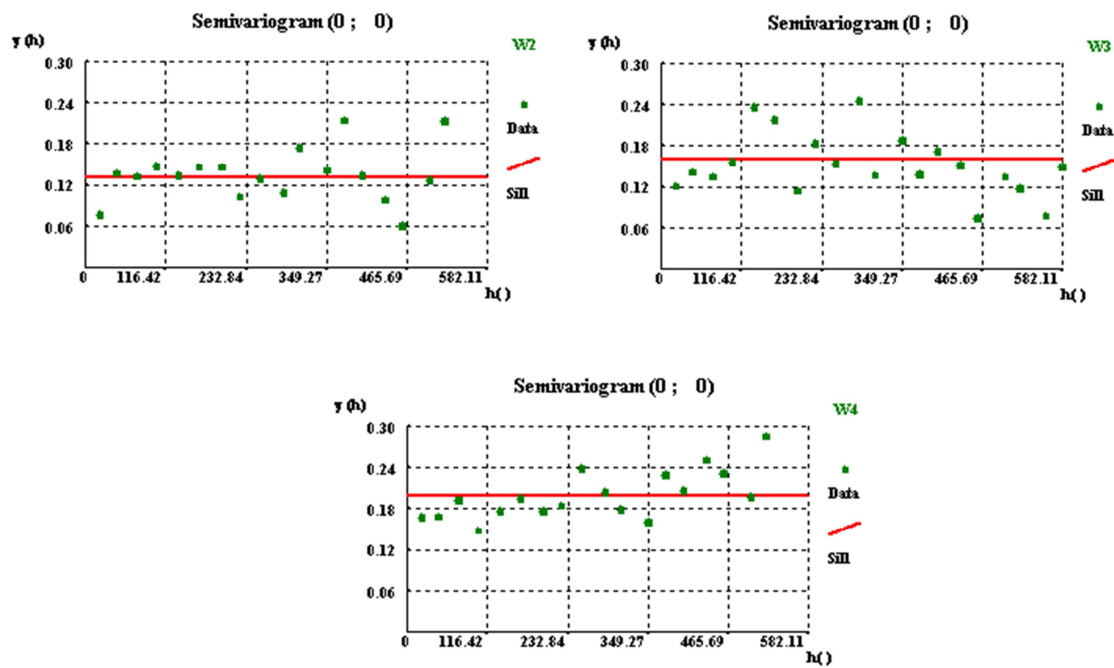 Semivariogram (0 ; 0)
γ (h)
W2
0.30
0.24
0.18
0.12
0.06
0 116.42 232.84 349.27 465.69 582.11
h( )
Data
Sill
Semivariogram (0 ; 0)
γ (h)
W3
0.30
0.24
0.18
0.12
0.06
0 116.42 232.84 349.27 465.69 582.11
h( )
Data
Sill
Semivariogram (0 ; 0)
γ (h)
W4
0.30
0.24
0.18
0.12
0.06
0 116.42 232.84 349.27 465.69 582.11
h( )
Data
Sill